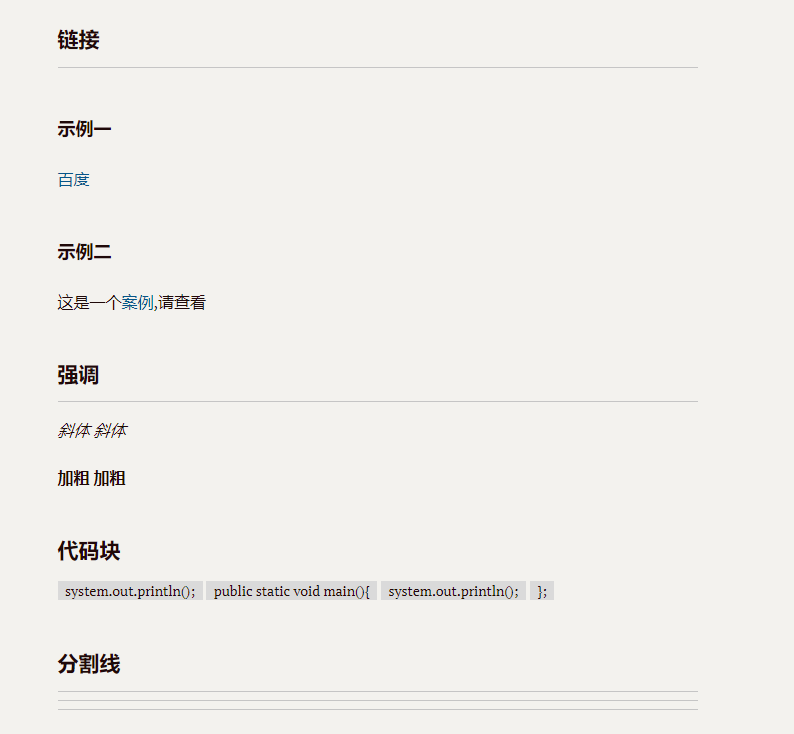 链接
示例一
百度
示例二
这是一个案例,请查看
强调
斜体 斜体
加粗 加粗
代码块
system.out.println(); public static void main(){ system.out.println(); };
分割线